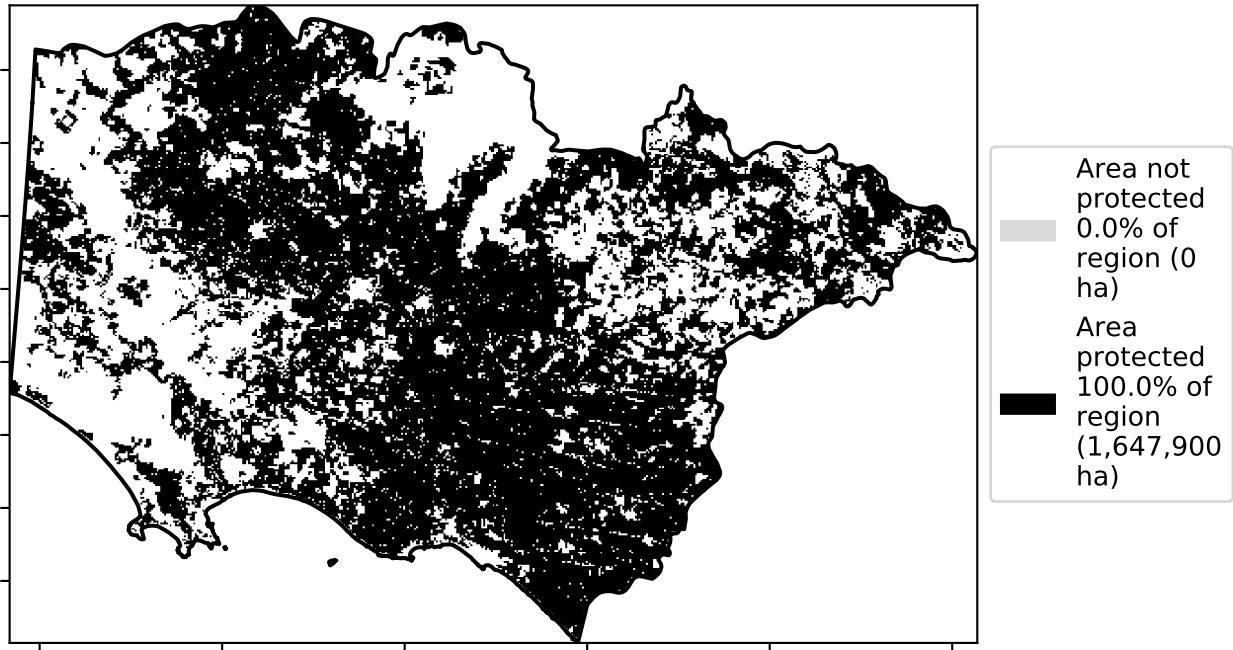 Area not
protected
0.0% of
region (0
ha)
Area
protected
100.0% of
region
(1,647,900
ha)